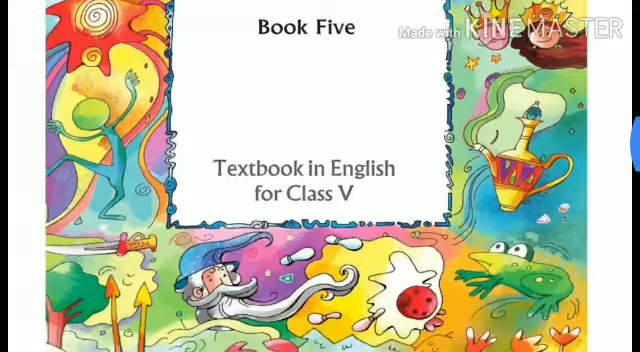 Book Five
Made with KINEMASTER
Textbook in English
for Class V